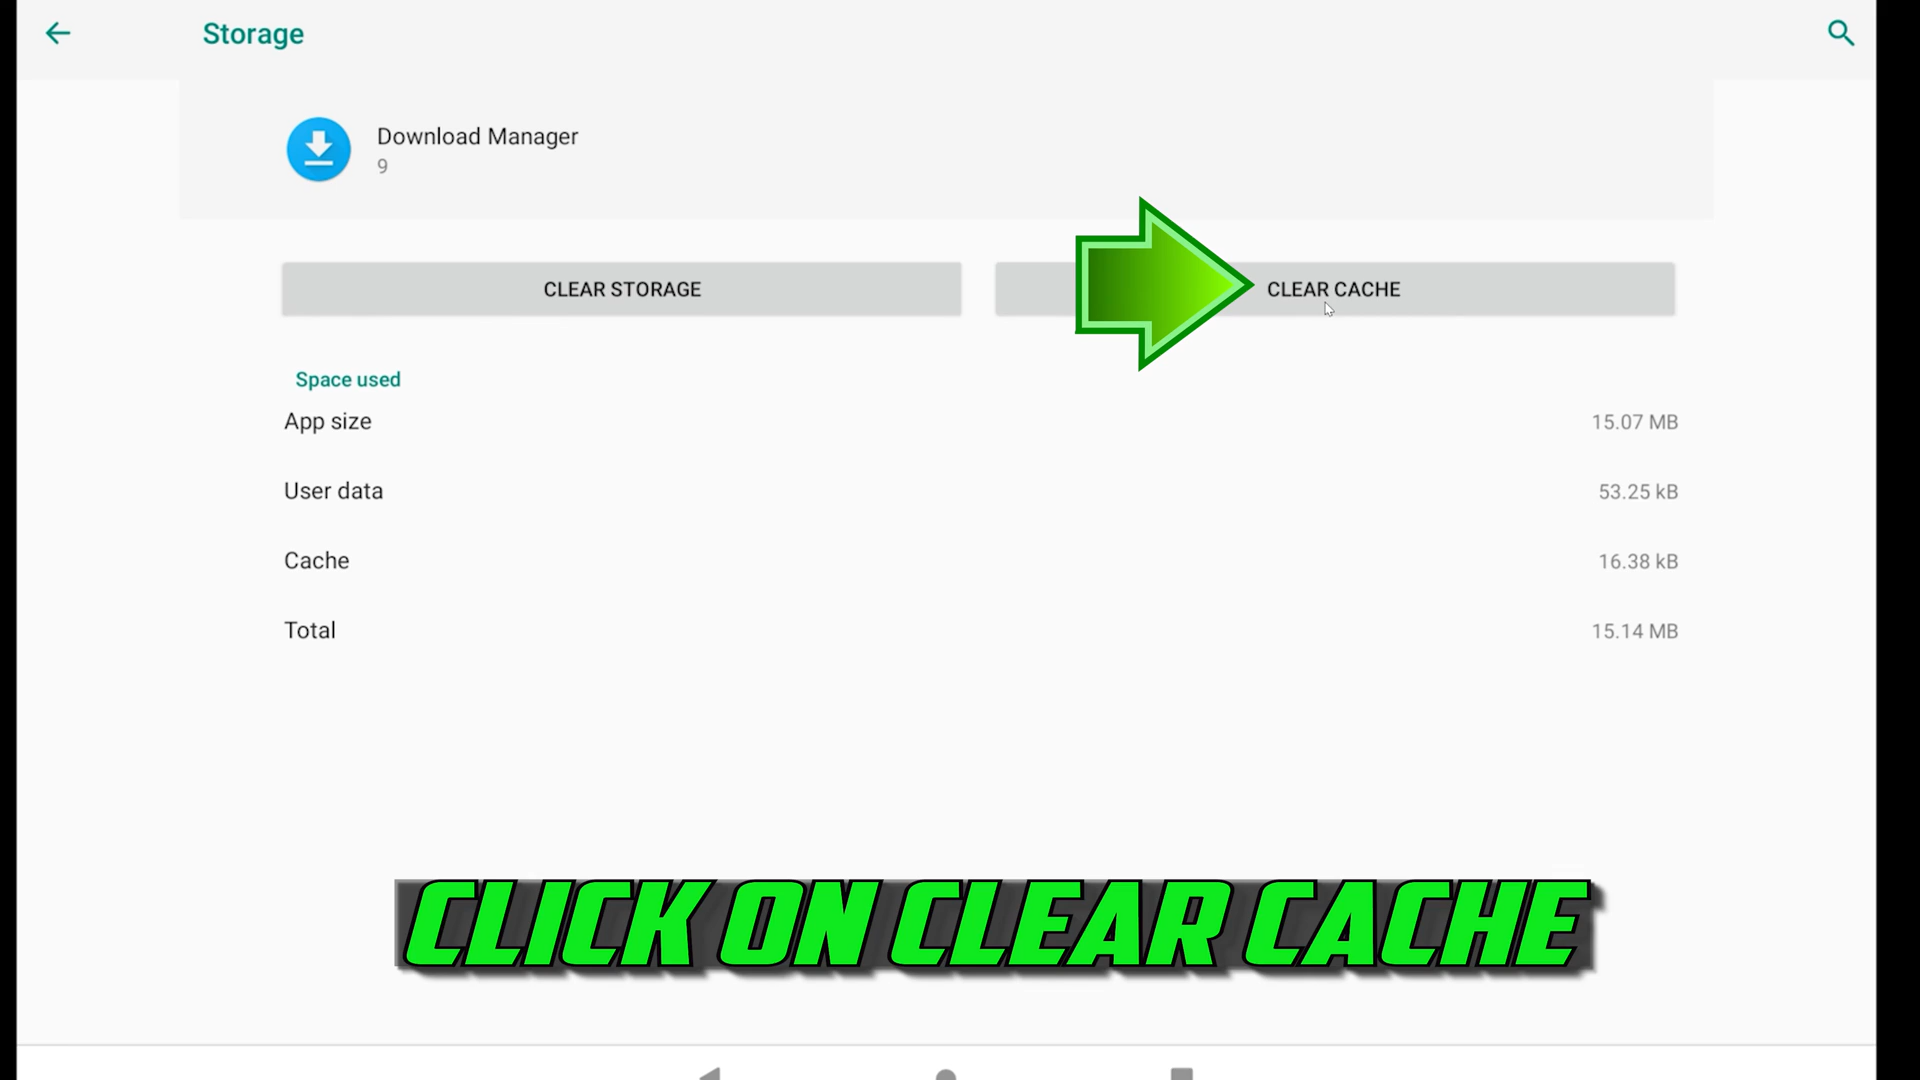 Storage
Download Manager
9
CLEAR STORAGE
CLEAR CACHE
Space used
App size
15.07 MB
User data
53.25 kB
Cache
16.38 kB
Total
15.14 MB
CLICK ON CLEAR CACHE